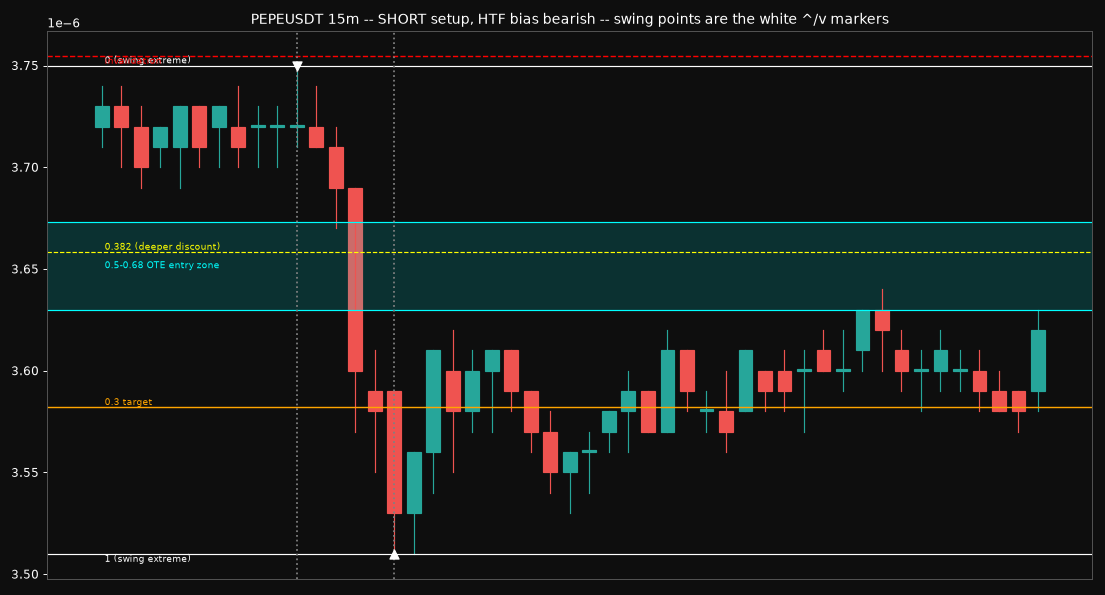 PEPEUSDT 15m -- SHORT setup, HTF bias bearish -- swing points are the white ^/v markers
1e−6
3.75
3.70
3.65
3.60
3.55
3.50
0 (swing extreme)
0.382 (deeper discount)
0.5-0.68 OTE entry zone
0.3 target
1 (swing extreme)